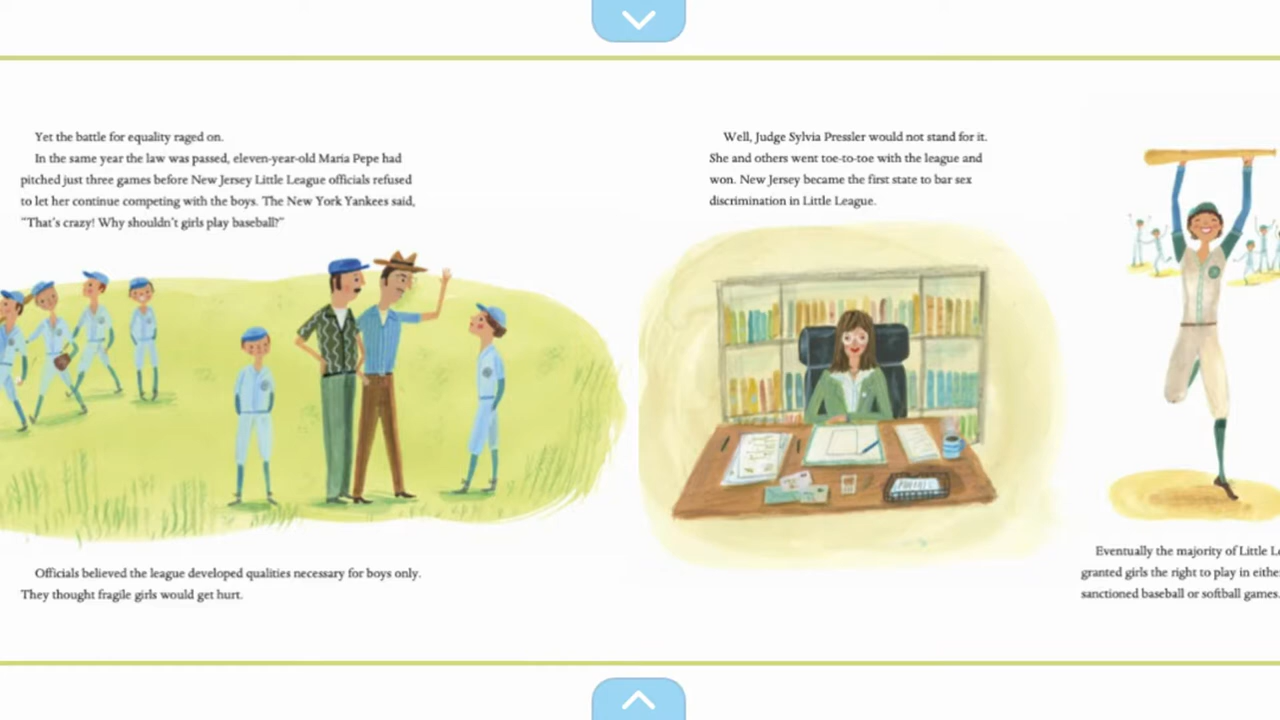 Yet the battle for equality raged on.
In the same year the law was passed, eleven-year-old Maria Pepe had
pitched just three games before New Jersey Little League officials refused
to let her continue competing with the boys. The New York Yankees said,
“That’s crazy! Why shouldn’t girls play baseball?”
Officials believed the league developed qualities necessary for boys only.
They thought fragile girls would get hurt.
Well, Judge Sylvia Pressler would not stand for it.
She and others went toe-to-toe with the league and
won. New Jersey became the first state to bar sex
discrimination in Little League.
Eventually the majority of Little
granted girls the right to play in
sanctioned baseball or softball games.